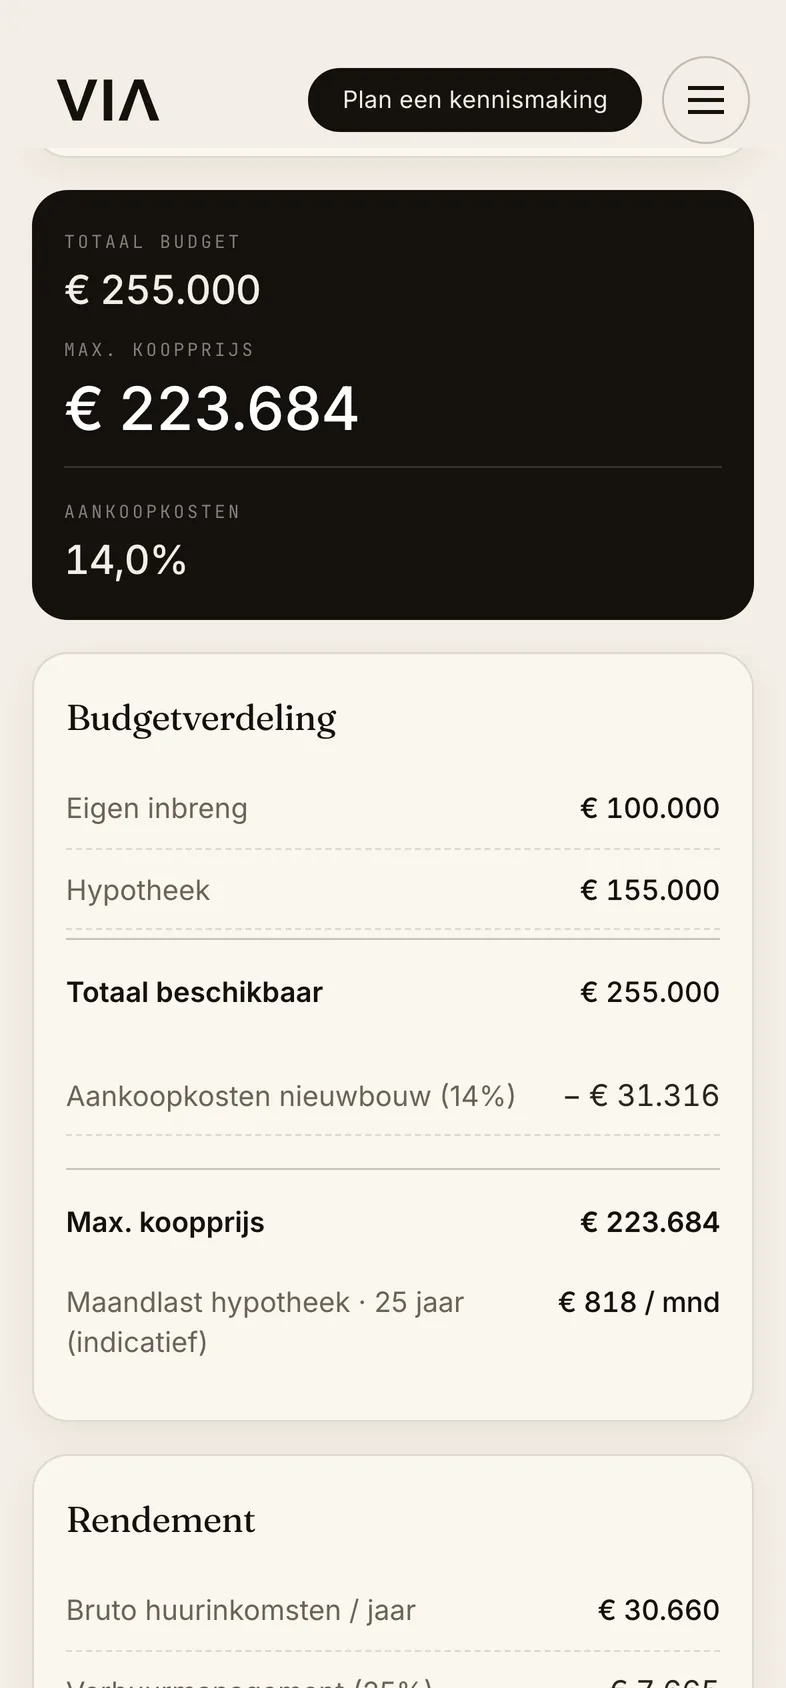 VIA
Plan een kennismaking
TOTAAL BUDGET
€ 255.000
MAX. KOOPPRIJS
€ 223.684
AANKOOPKOSTEN
14,0%
Budgetverdeling
Eigen inbreng € 100.000
Hypotheek € 155.000
Totaal beschikbaar € 255.000
Aankoopkosten nieuwbouw (14%) – € 31.316
Max. koopprijs € 223.684
Maandlast hypotheek · 25 jaar € 818 / mnd
(indicatief)
Rendement
Bruto huurinkomsten / jaar € 30.660